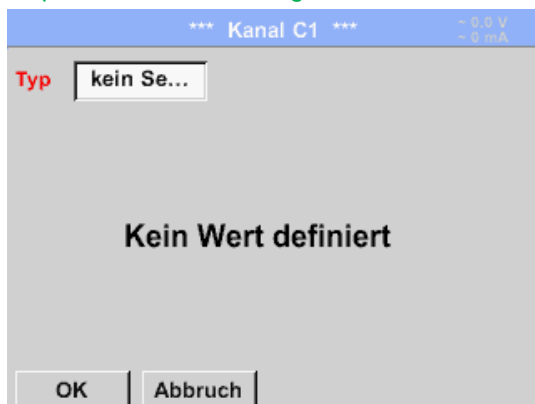 *** Kanal C1 ***
~ 0.0 V
~ 0 mA
Typ kein Se...
Kein Wert definiert
OK Abbruch